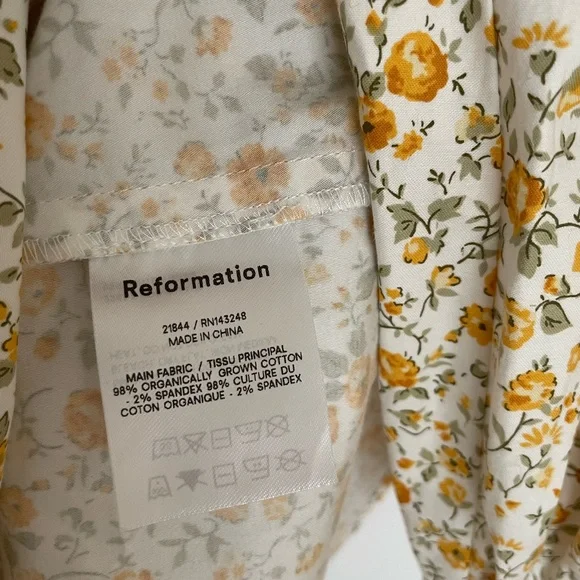 Reformation
21844 / RN143248
MADE IN CHINA
MAIN FABRIC / TISSU PRINCIPAL
98% ORGANICALLY GROWN COTTON
- 2% SPANDEX 98% CULTURE DU
COTON ORGANIQUE - 2% SPANDEX